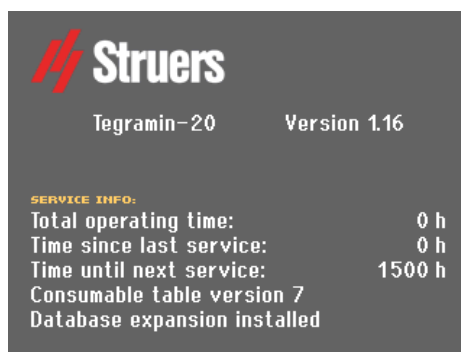 Struers
Tegramin-20 Version 1.16
SERVICE INFO:
Total operating time: 0 h
Time since last service: 0 h
Time until next service: 1500 h
Consumable table version 7
Database expansion installed